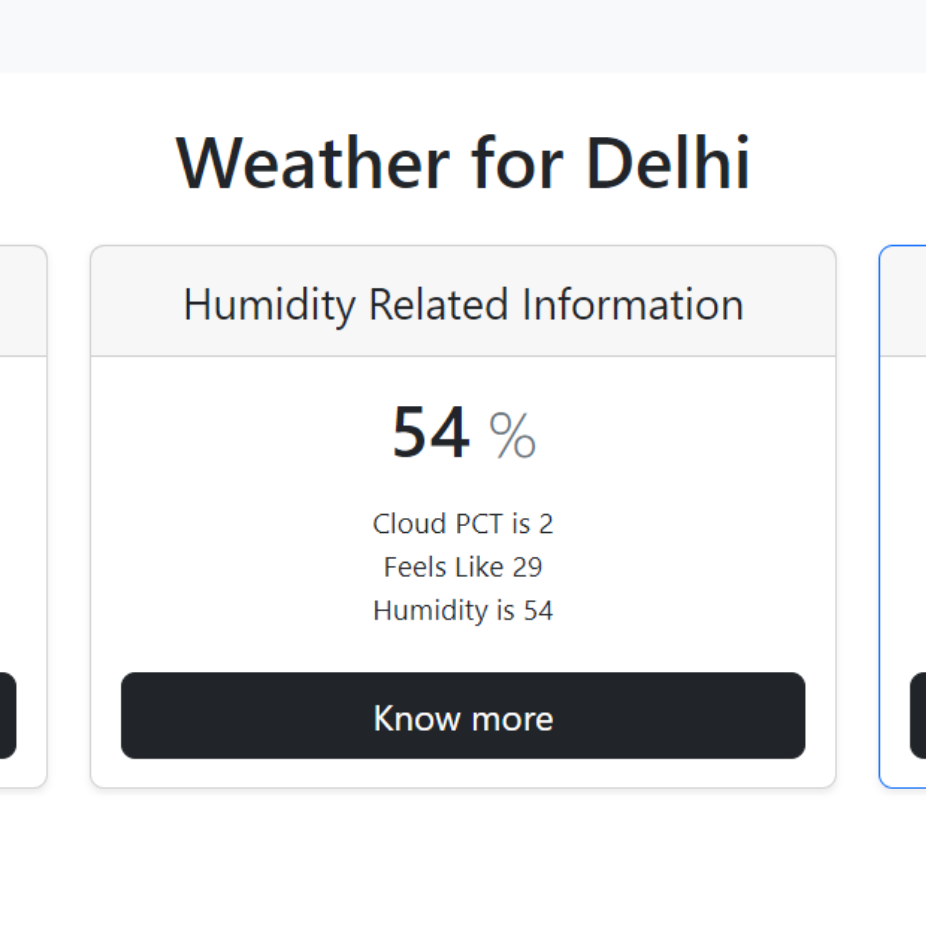 Weather for Delhi
Humidity Related Information
54 %
Cloud PCT is 2
Feels Like 29
Humidity is 54
Know more